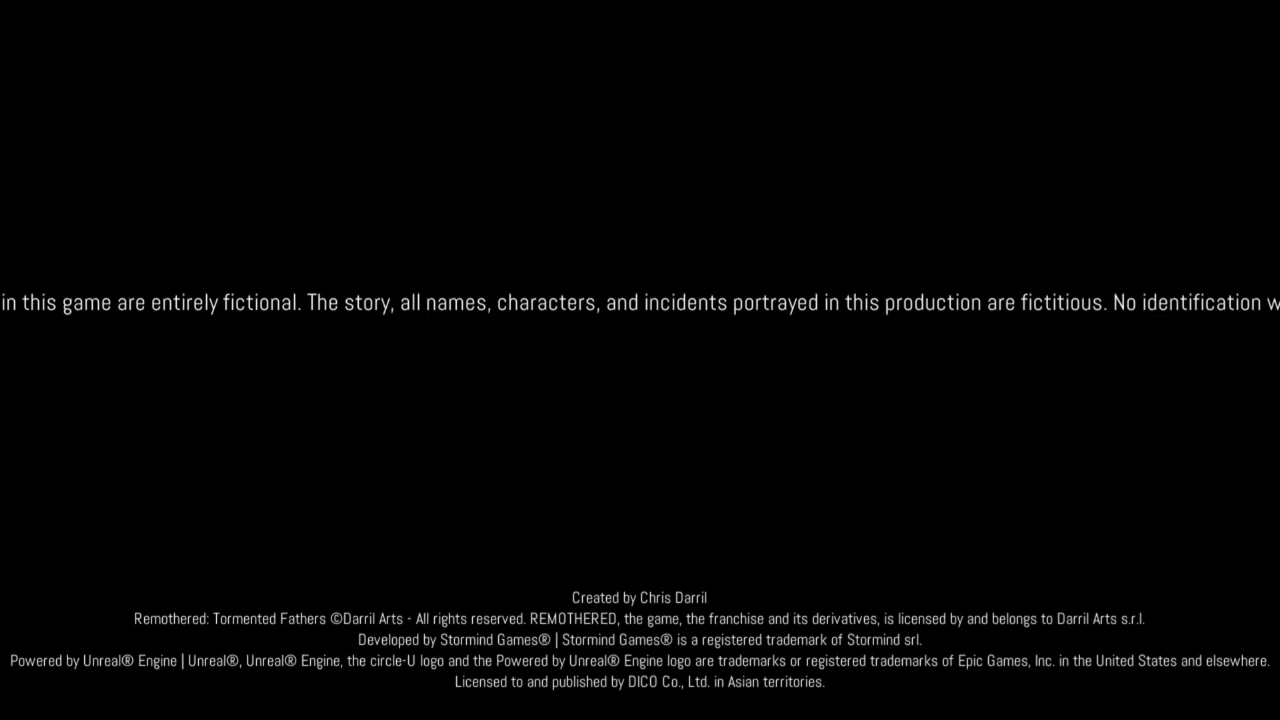 in this game are entirely fictional. The story, all names, characters, and incidents portrayed in this production are fictitious. No identification
Created by Chris Darril
Remothered: Tormented Fathers ©Darril Arts - All rights reserved. REMOTHERED, the game, the franchise and its derivatives, is licensed by and belongs to Darril Arts s.r.l.
Developed by Stormind Games® | Stormind Games® is a registered trademark of Stormind srl.
Powered by Unreal® Engine | Unreal®, Unreal® Engine, the circle-U logo and the Powered by Unreal® Engine logo are trademarks or registered trademarks of Epic Games, Inc. in the United States and elsewhere.
Licensed to and published by DICO Co., Ltd. in Asian territories.